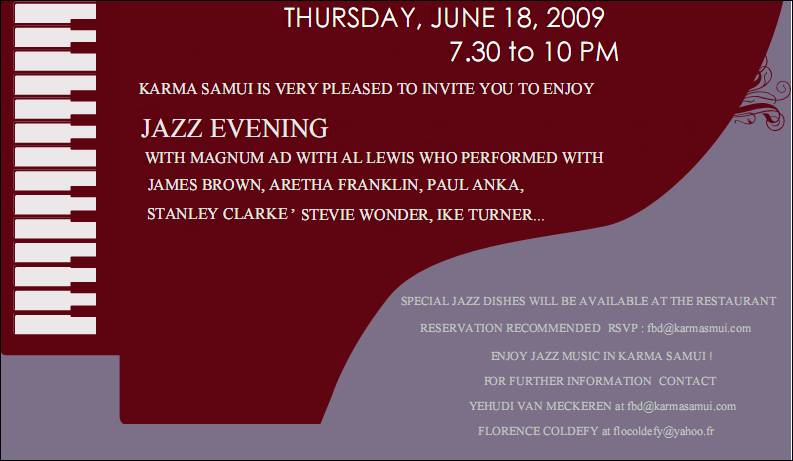 THURSDAY, JUNE 18, 2009
7.30 to 10 PM
KARMA SAMUI IS VERY PLEASED TO INVITE YOU TO ENJOY
JAZZ EVENING
WITH MAGNUM AD WITH AL LEWIS WHO PERFORMED WITH
JAMES BROWN, ARETHA FRANKLIN, PAUL ANKA,
STANLEY CLARKE ’ STEVIE WONDER, IKE TURNER...
SPECIAL JAZZ DISHES WILL BE AVAILABLE AT THE RESTAURANT
RESERVATION RECOMMENDED RSVP : fbd@karmasmui.com
ENJOY JAZZ MUSIC IN KARMA SAMUI !
FOR FURTHER INFORMATION CONTACT
YEHUDI VAN MECKEREN at fbd@karmasamui.com
FLORENCE COLDEFY at flocoldefy@yahoo.fr